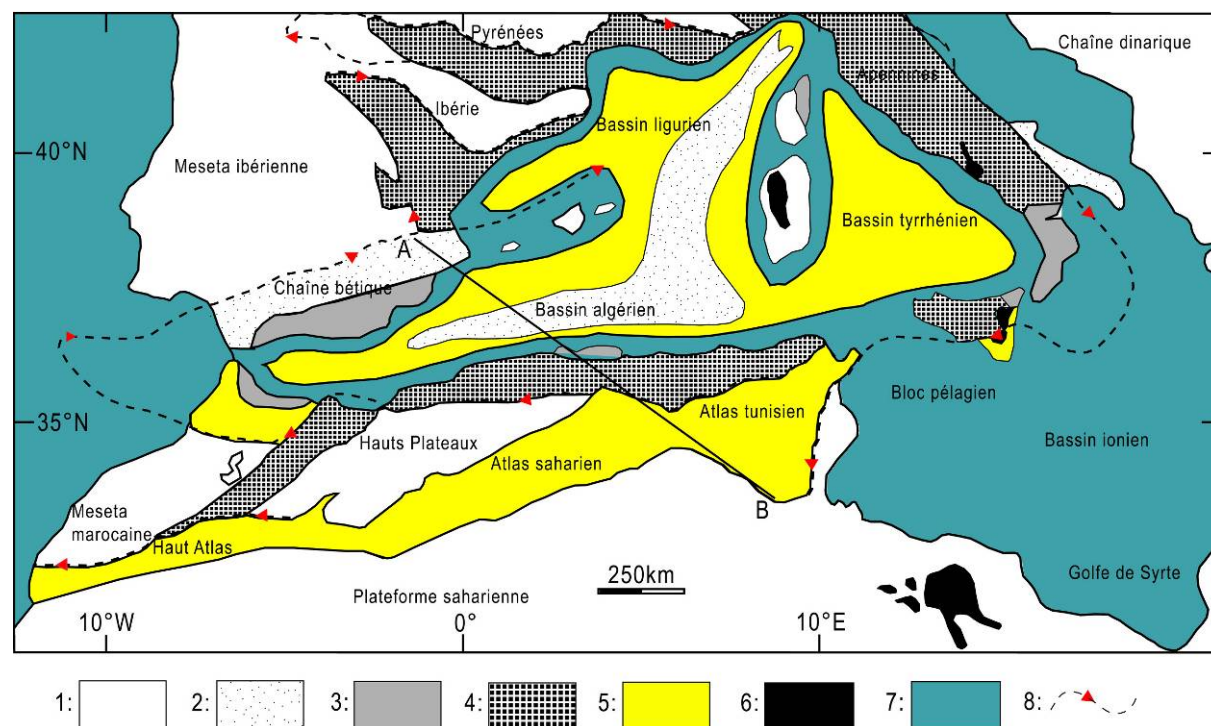 Pyrénées
Chaîne dinarique
Apennines
Ibérie
Bassin ligurien
40°N
Meseta ibérienne
Bassin tyrrhénien
A
Chaîne bétique
Bassin algérien
Bloc pélagien
35°N
Atlas tunisien
Hauts Plateaux
Bassin ionien
Atlas saharien
B
Meseta
marocaine
Haut Atlas
Golfe de Syrte
250km
Plateforme saharienne
10°W
0°
10°E
1: 2: 3: 4: 5: 6: 7: 8: